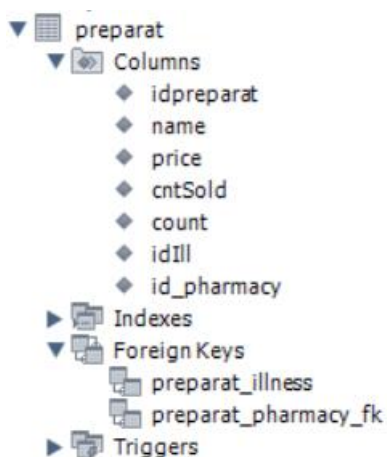 preparat
Columns
idpreparat
name
price
cntSold
count
idIll
id_pharmacy
Indexes
Foreign Keys
preparat_illness
preparat_pharmacy_fk
Triggers